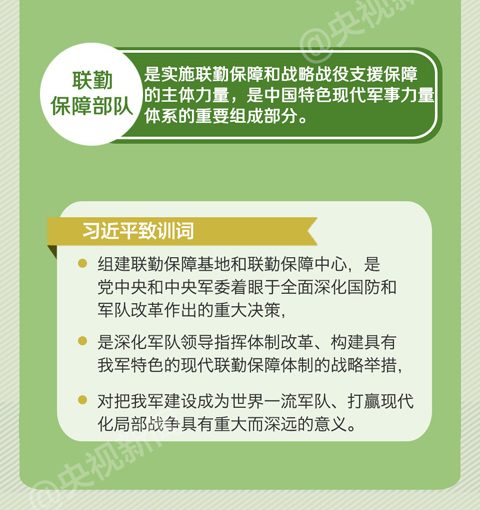 @央视新
联勤
保障部队
是实施联勤保障和战略战役支援保障
的主体力量，是中国特色现代军事力量
体系的重要组成部分。
习近平致训词
组建联勤保障基地和联勤保障中心，是
党中央和中央军委着眼于全面深化国防和
军队改革作出的重大决策，
是深化军队领导指挥体制改革、构建具有
我军特色的现代联勤保障体制的战略举措，
对把我军建设成为世界一流军队、打赢现代
化局部战争具有重大而深远的意义。
@央视新闻